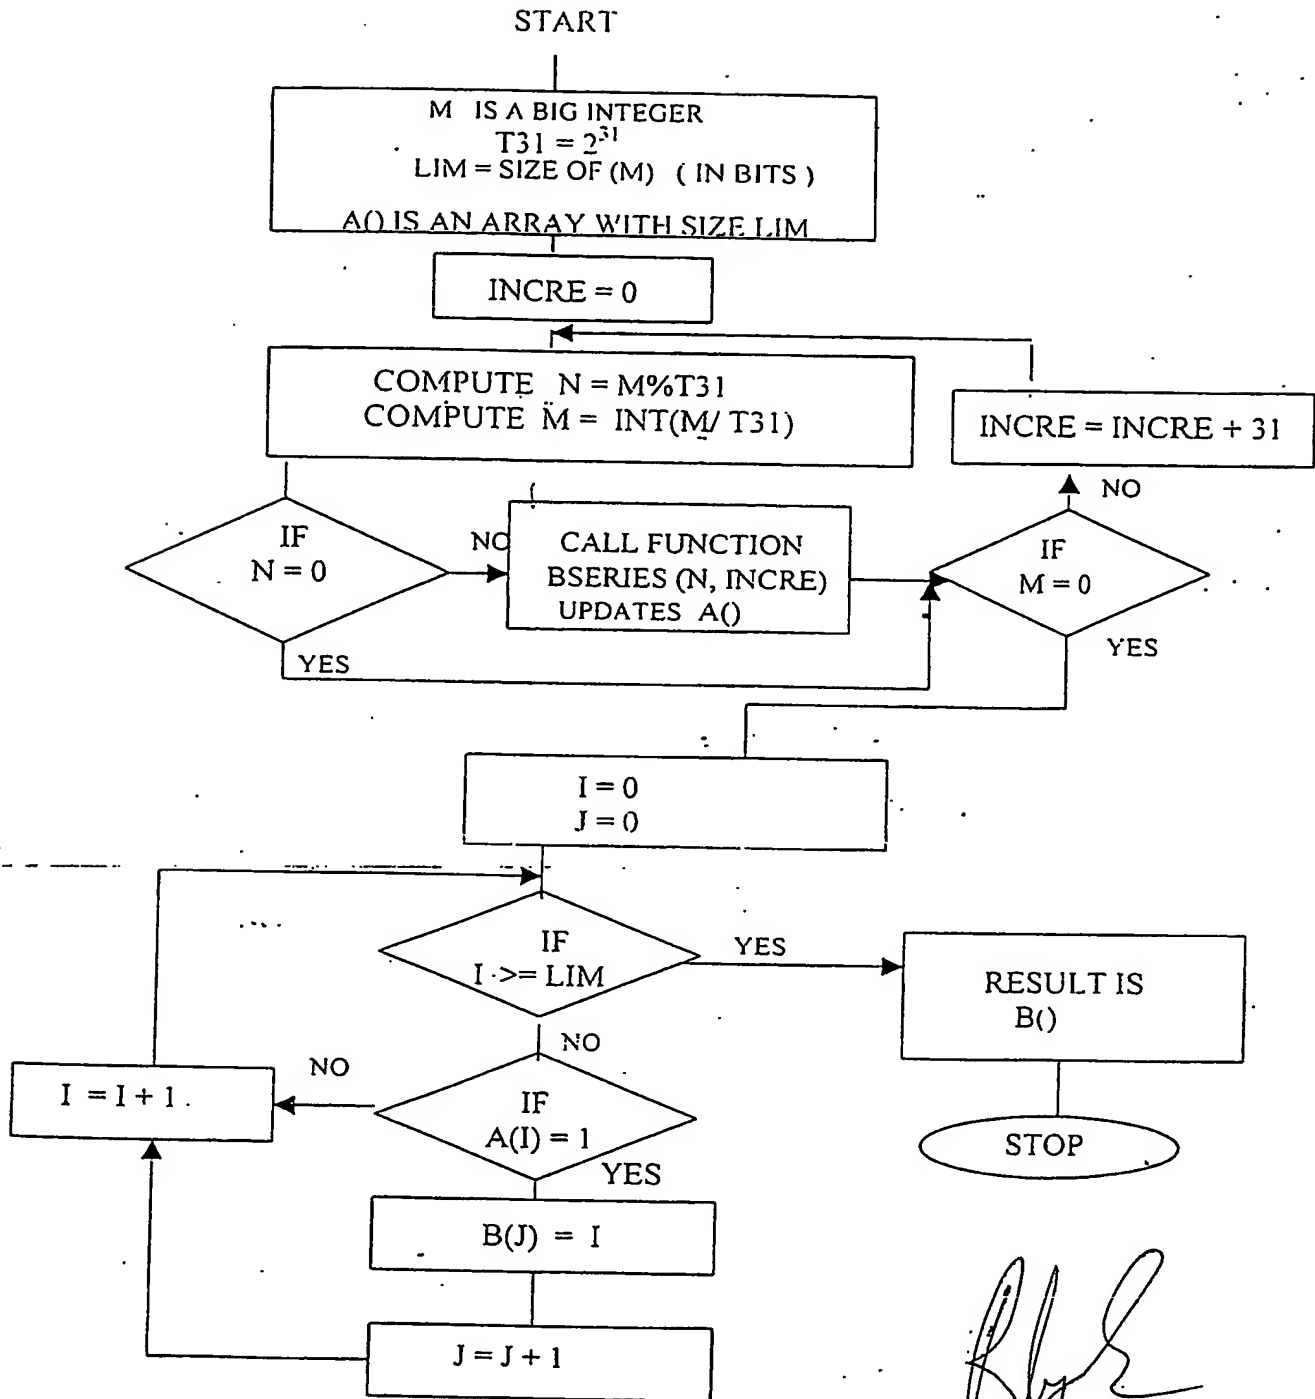 START
M IS A BIG INTEGER
T31 = 2³¹
LIM = SIZE OF (M) ( IN BITS )
A() IS AN ARRAY WITH SIZE LIM
INCRE = 0
COMPUTE N = M%T31
COMPUTE M = INT(M/ T31)
INCRE = INCRE + 31
NO
IF
N = 0
NO
CALL FUNCTION
BSERIES (N, INCRE)
UPDATES A()
IF
M = 0
YES
YES
I = 0
J = 0
IF
I >= LIM
YES
RESULT IS
B()
NO
NO
I = I + 1
IF
A(I) = 1
STOP
YES
B(J) = I
J = J + 1